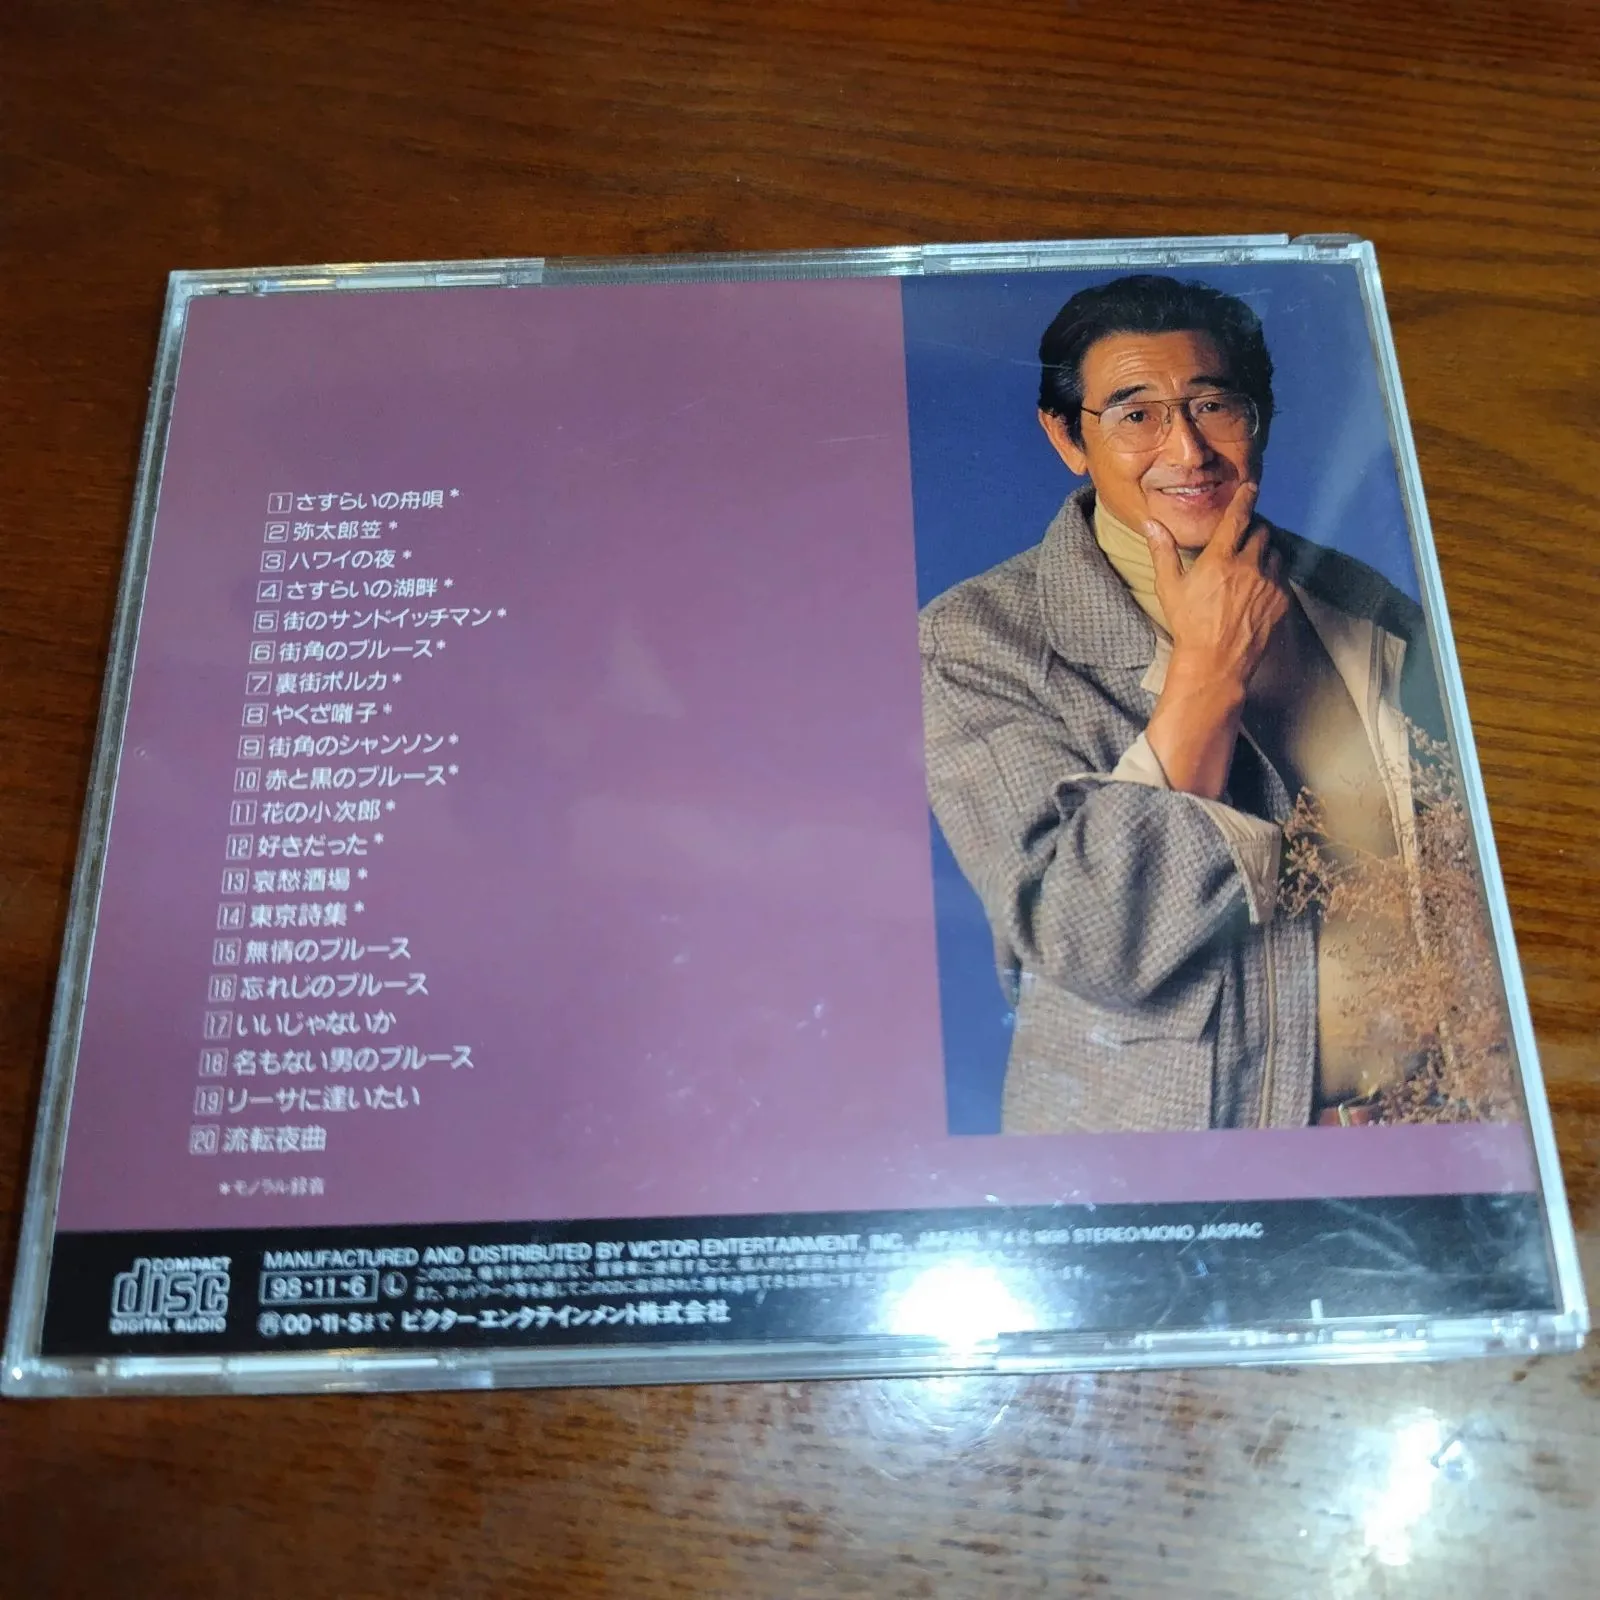 1 さすらいの舟唄*
2 弥太郎笠*
3 ハワイの夜*
4 さすらいの湖畔*
5 街のサンドイッチマン*
6 街角のブルース*
7 裏街ポルカ*
8 やくざ囃子*
9 街角のシャンソン*
10 赤と黒のブルース*
11 花の小次郎*
12 好きだった*
13 哀愁酒場*
14 東京詩集*
15 無情のブルース
16 忘れじのブルース
17 いいじゃないか
18 名もない男のブルース
19 リーサに逢いたい
20 流転夜曲
*モノラル録音
COMPACT
disc
DIGITAL AUDIO
MANUFACTURED AND DISTRIBUTED BY VICTOR ENTERTAINMENT, INC. JAPAN. STEREO/MONO JASRAC
98・11・6 Ⓛ
㋐00・11・5まで ビクターエンタテインメント株式会社